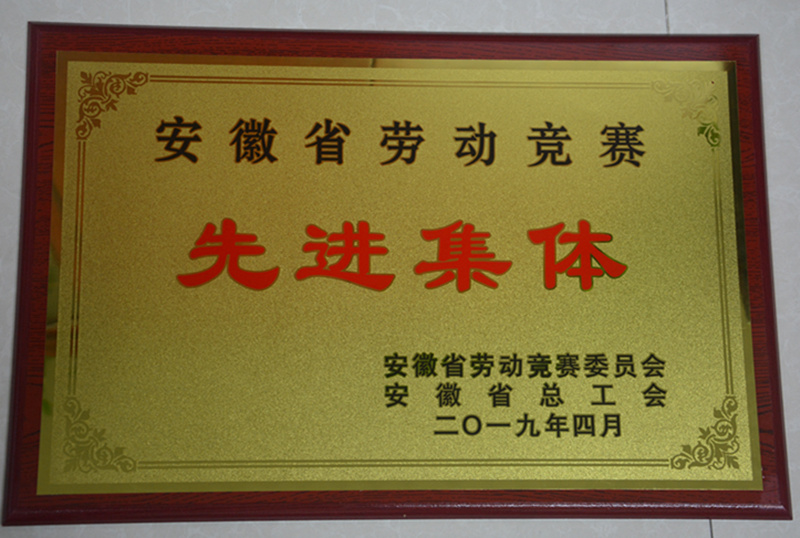 安徽省劳动竞赛
先进集体
安徽省劳动竞赛委员会
安徽省总工会
二〇一九年四月